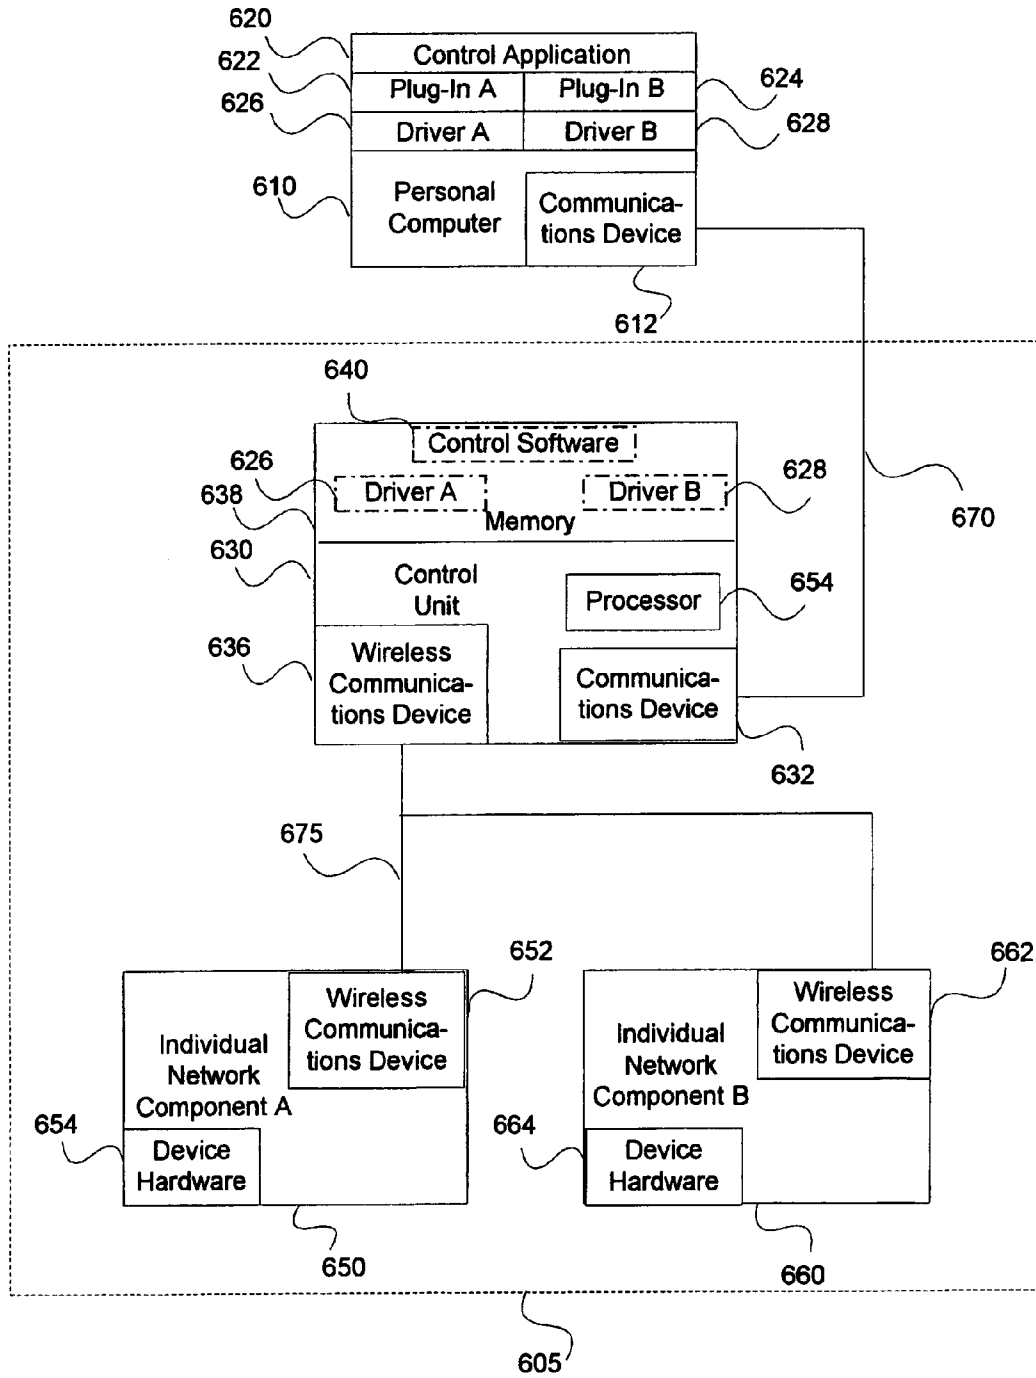 620
Control Application
622
Plug-In A
Plug-In B
624
626
Driver A
Driver B
628
610
Personal
Computer
Communica-
tions Device
612
640
Control Software
626
Driver A
Driver B
628
638
Memory
670
630
Control
Unit
Processor
654
636
Wireless
Communica-
tions Device
Communica-
tions Device
632
675
652
662
Wireless
Communica-
tions Device
Individual
Network
Component A
Wireless
Communica-
tions Device
Individual
Network
Component B
654
Device
Hardware
664
Device
Hardware
650
660
605